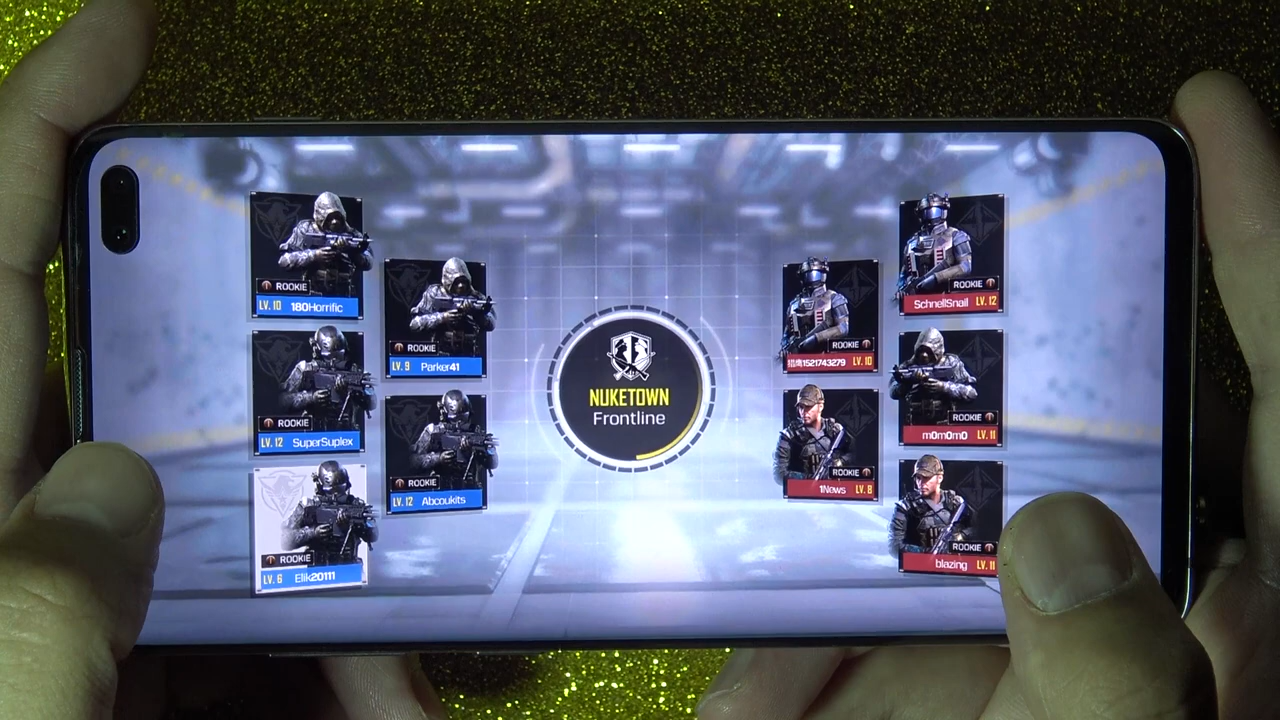 ROOKIE
LV. 10 180Horrific
ROOKIE
LV. 9 Parker41
ROOKIE
LV. 12 SuperSuplex
ROOKIE
LV. 12 Abcoukits
ROOKIE
LV. 6 Elik20111
NUKETOWN
Frontline
ROOKIE
SchnellSnail LV. 12
ROOKIE
1521743279 LV. 10
ROOKIE
m0m0m0 LV. 11
ROOKIE
1News LV. 8
ROOKIE
blazing LV. 11